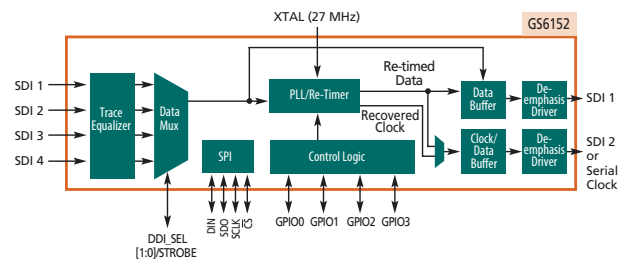 XTAL (27 MHz)
GS6152
SDI 1
SDI 2
SDI 3
SDI 4
Trace
Equalizer
Data
Mux
PLL/Re-Timer
Re-timed
Data
Recovered
Clock
Data
Buffer
De-
emphasis
Driver
SDI 1
SPI
Control Logic
Clock/
Data
Buffer
De-
emphasis
Driver
SDI 2
or
Serial
Clock
DIN
SDO
SCLK
CS
GPIO0
GPIO1
GPIO2
GPIO3
DDI_SEL
[1:0]/STROBE